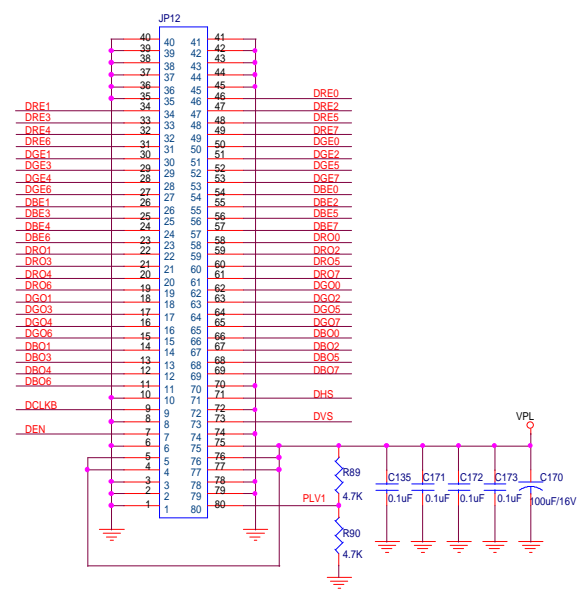 JP12
40 40 41 41
39 39 42 42
38 38 43 43
37 37 44 44
36 36 45 45
35 35 46 46 DRE0
DRE1 34 34 47 47 DRE2
DRE3 33 33 48 48 DRE5
DRE4 32 32 49 49 DRE7
DRE6 31 31 50 50 DGE0
DGE1 30 30 51 51 DGE2
DGE3 29 29 52 52 DGE5
DGE4 28 28 53 53 DGE7
DGE6 27 27 54 54 DBE0
DBE1 26 26 55 55 DBE2
DBE3 25 25 56 56 DBE5
DBE4 24 24 57 57 DBE7
DBE6 23 23 58 58 DRO0
DRO1 22 22 59 59 DRO2
DRO3 21 21 60 60 DRO5
DRO4 20 20 61 61 DRO7
DRO6 19 19 62 62 DGO0
DGO1 18 18 63 63 DGO2
DGO3 17 17 64 64 DGO5
DGO4 16 16 65 65 DGO7
DGO6 15 15 66 66 DBO0
DBO1 14 14 67 67 DBO2
DBO3 13 13 68 68 DBO5
DBO4 12 12 69 69 DBO7
DBO6 11 11 70 70
10 10 71 71 DHS
DCLKB 9 9 72 72
8 8 73 73 DVS
DEN 7 7 74 74
6 6 75 75
5 5 76 76
4 4 77 77
3 3 78 78
2 2 79 79
1 1 80 80
PLV1
VPL
R89
4.7K
R90
4.7K
C135
0.1uF
C171
0.1uF
C172
0.1uF
C173
0.1uF
C170
100uF/16V